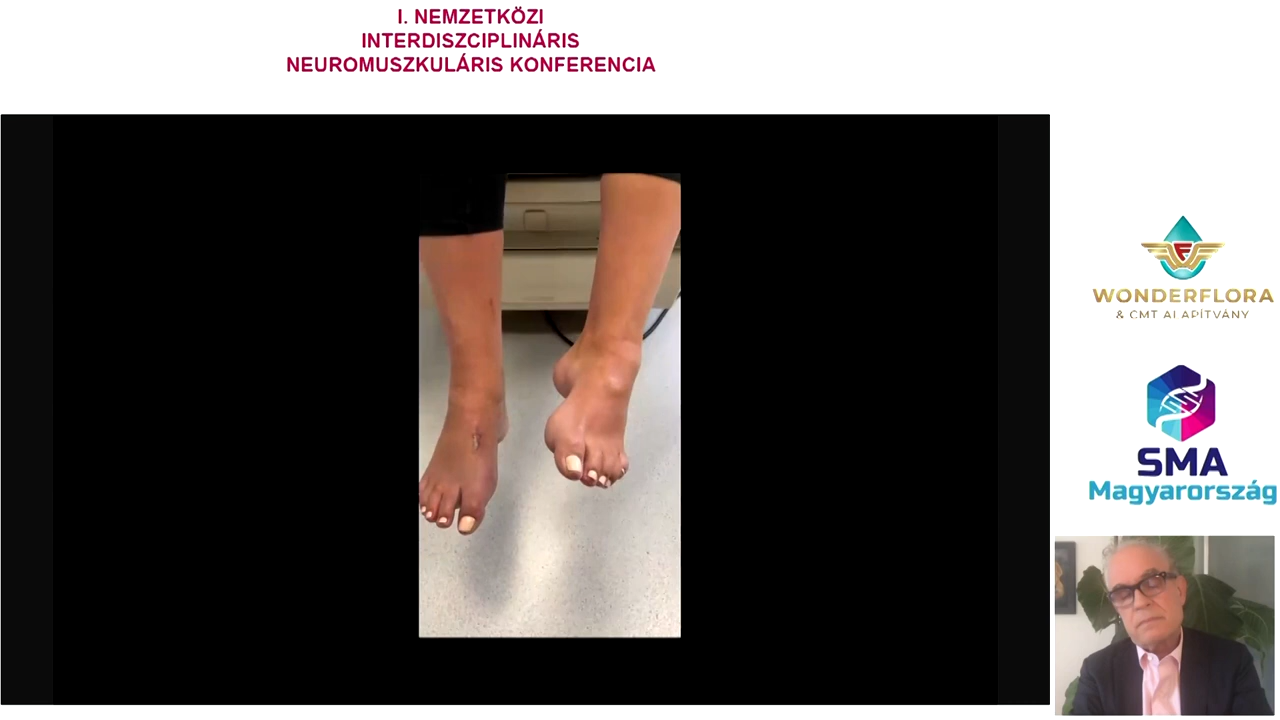 I. NEMZETKÖZI
INTERDISZCIPLINÁRIS
NEUROMUSZKULÁRIS KONFERENCIA
WONDERFLORA
& CMT ALAPÍTVÁNY
SMA
Magyarország